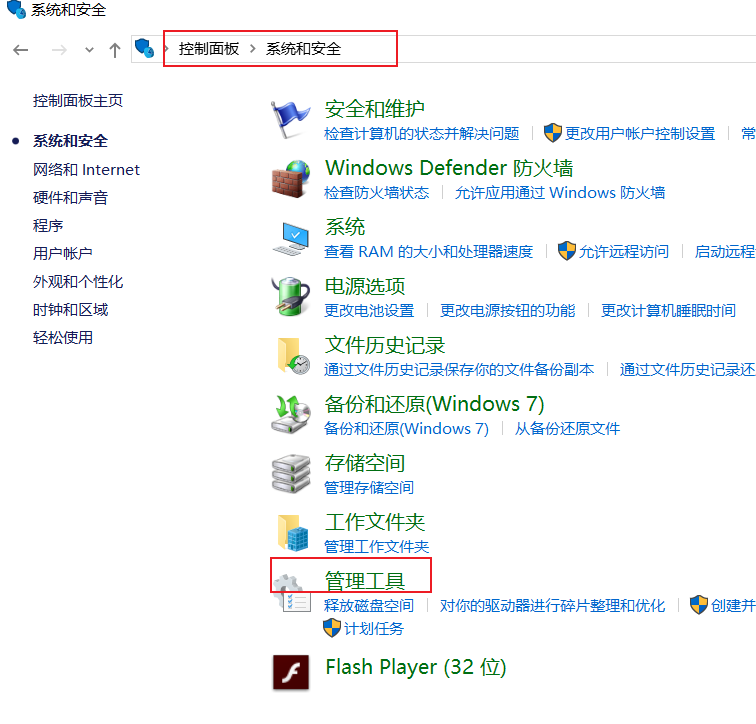 系统和安全
控制面板 系统和安全
控制面板主页
系统和安全
网络和 Internet
硬件和声音
程序
用户帐户
外观和个性化
时钟和区域
轻松使用
安全和维护
检查计算机的状态并解决问题 更改用户帐户控制设置 常
Windows Defender 防火墙
检查防火墙状态 允许应用通过 Windows 防火墙
系统
查看 RAM 的大小和处理器速度 允许远程访问 启动远程
电源选项
更改电池设置 更改电源按钮的功能 更改计算机睡眠时间
文件历史记录
通过文件历史记录保存你的文件备份副本 通过文件历史记录还
备份和还原(Windows 7)
备份和还原(Windows 7) 从备份还原文件
存储空间
管理存储空间
工作文件夹
管理工作文件夹
管理工具
释放磁盘空间 对你的驱动器进行碎片整理和优化 创建并
计划任务
Flash Player (32 位)